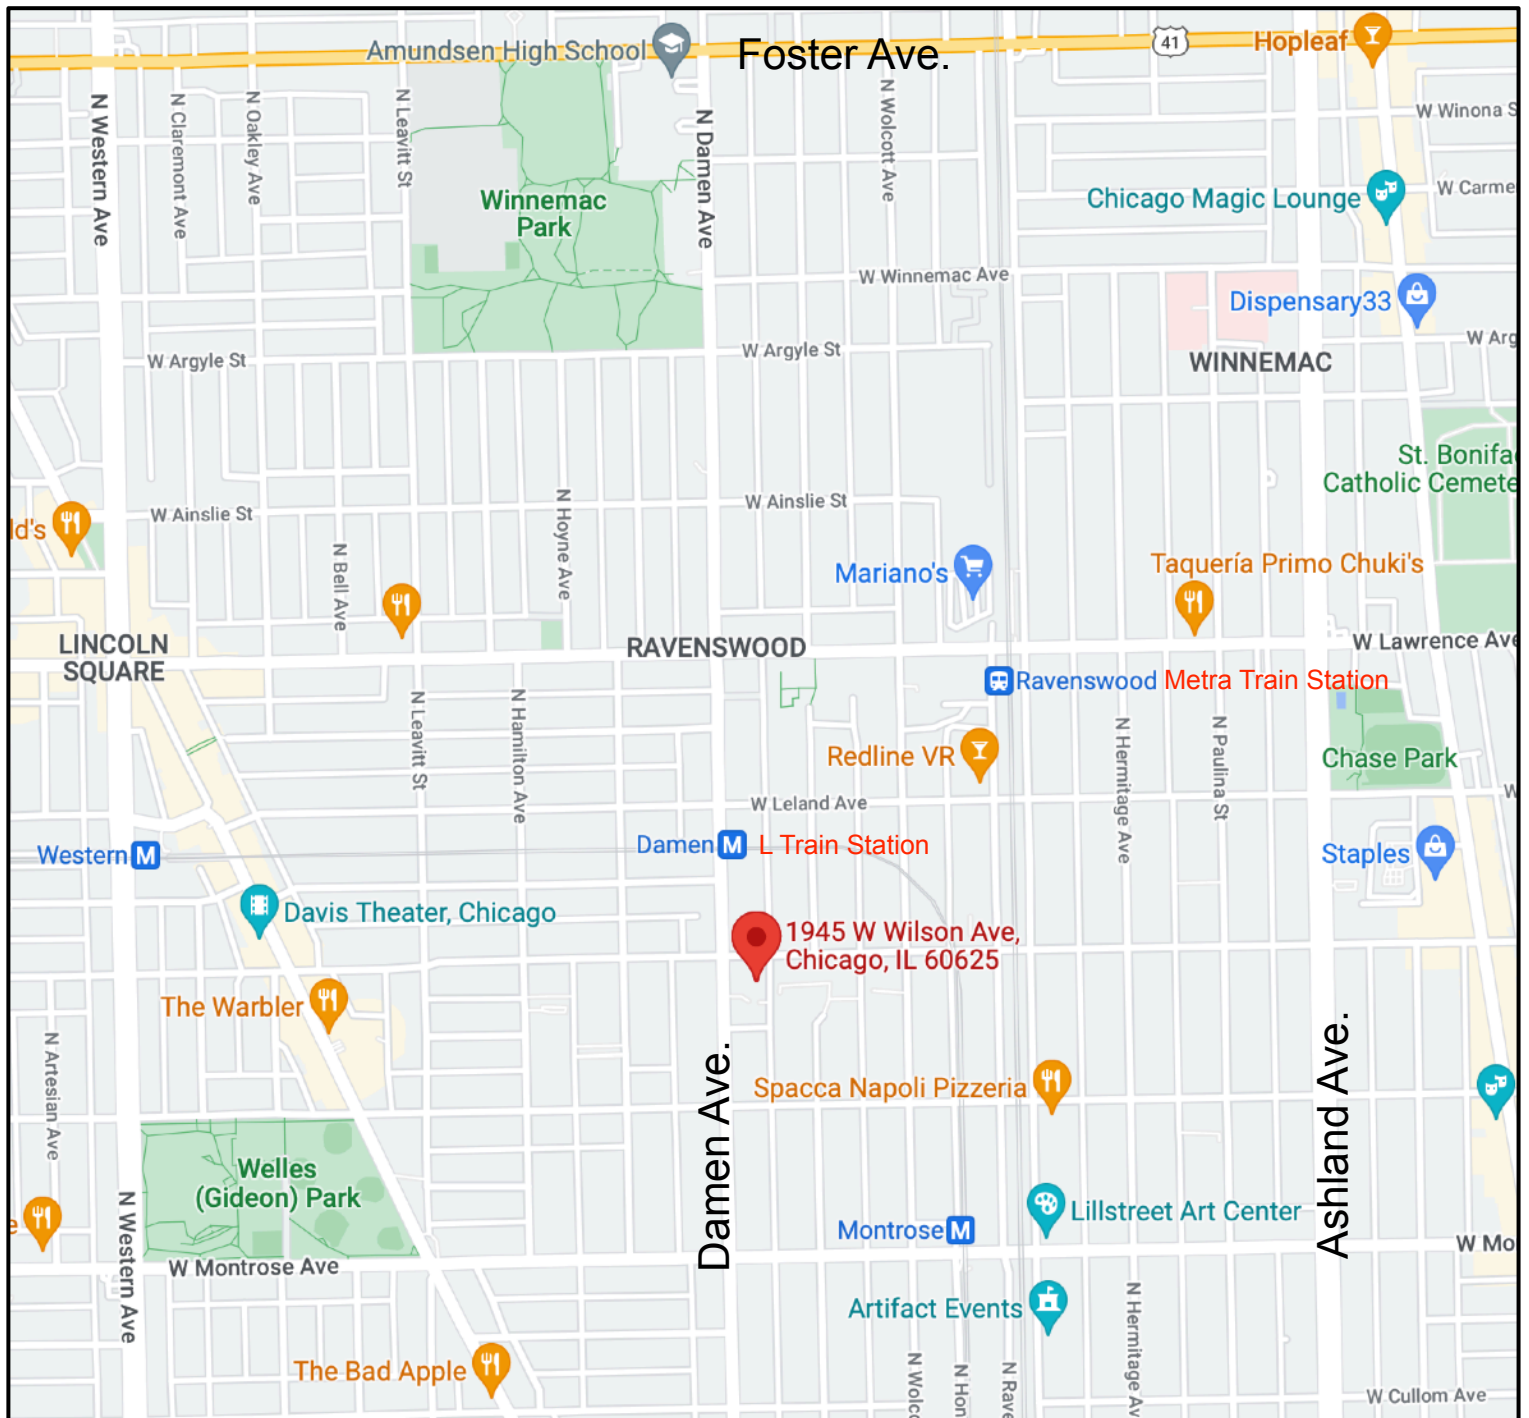 Amundsen High School
Foster Ave.
41
Hopleaf
N Western Ave
N Claremont Ave
N Oakley Ave
N Leavitt St
N Damen Ave
N Wolcott Ave
W Winona S
Winnemac
Park
Chicago Magic Lounge
W Carme
W Winnemac Ave
Dispensary33
W Argyle St
W Argyle St
W Arg
WINNEMAC
St. Bonifa
Catholic Cemete
W Ainslie St
W Ainslie St
ld's
N Bell Ave
N Hoyne Ave
Mariano's
Taquería Primo Chuki's
LINCOLN
SQUARE
RAVENSWOOD
W Lawrence Ave
Ravenswood Metra Train Station
N Leavitt St
N Hamilton Ave
N Hermitage Ave
N Paulina St
Redline VR
Chase Park
W Leland Ave
W
Western M
Damen M L Train Station
Staples
Davis Theater, Chicago
1945 W Wilson Ave,
Chicago, IL 60625
The Warbler
N Artesian Ave
Damen Ave.
Ashland Ave.
Spacca Napoli Pizzeria
Welles
(Gideon) Park
e
N Western Ave
Montrose M
Lillstreet Art Center
W Montrose Ave
W Mo
Artifact Events
N Hermitage Av
The Bad Apple
N Wolco
N Hon
N Rave
W Cullom Ave